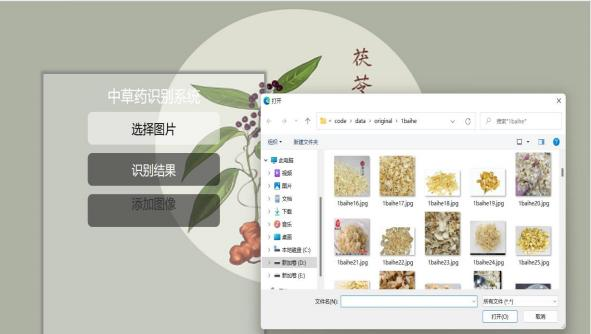 茯
苓
中草药识别系统
选择图片
识别结果
添加图像
打开
code › data › original › 1baihe
搜索"1baihe"
组织
新建文件夹
此电脑
视频
图片
文档
下载
音乐
桌面
本地磁盘 (C:)
新加卷 (D:)
新加卷 (E:)
1baihe16.jpg
1baihe17.jpg
1baihe18.jpg
1baihe19.jpg
1baihe20.jpg
1baihe21.jpg
1baihe22.jpg
1baihe23.jpg
1baihe24.jpg
1baihe25.jpg
文件名(N):
所有文件 (*.*)
打开(O)
取消